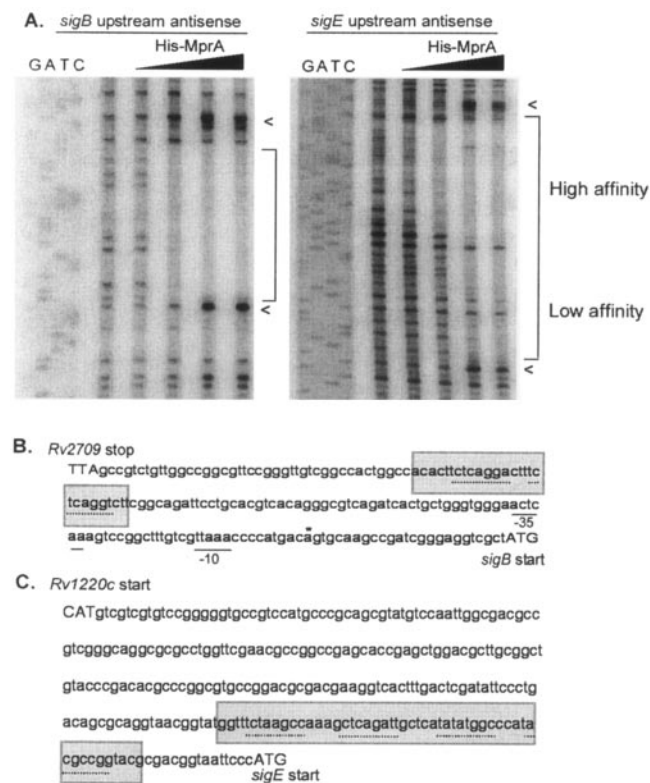 A.
sigB upstream antisense
sigE upstream antisense
His-MprA
His-MprA
G A T C
G A T C
<
<
<
<
High affinity
Low affinity
B. Rv2709 stop
TTAgccgtctgttggccggcgttccgggttgtcggccactggccacacttctcaggactttc
tcaggtcttcggcagattcctgcacgtcacagggcgtcagatcactgctgggtgggaactc
-35
aaagtccggctttgtcgttaaaccccatgacagtgcaagccgatcgggaggtcgctATG
-10
sigB start
C. Rv1220c start
CATgtcgtcgtgtccgggggtgccgtccatgcccgcagcgtatgtccaattggcgacgcc
gtcgggcaggcgcgcctggttcgaacgccggccgagcaccgagctggacgcttgcggct
gtacccgacacgcccggcgtgccggacgcgacgaaggtcactttgactcgatattccctg
acagcgcaggtaacggtatggtttctaagccaaagctcagattgctcatatatggcccata
cgccggtacgcgacggtaattcccATG
sigE start